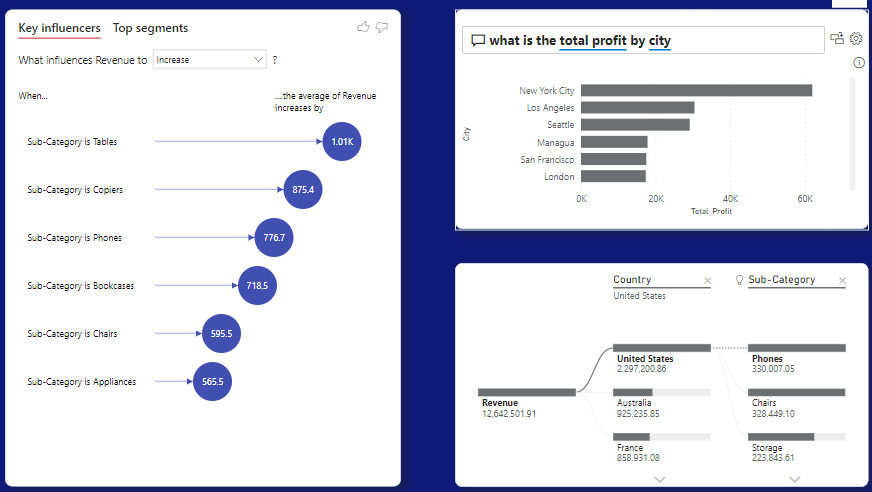 Key influencers
Top segments
What influences Revenue to Increase ?
When...
...the average of Revenue
increases by
Sub-Category is Tables
1.01K
Sub-Category is Copiers
875.4
Sub-Category is Phones
776.7
Sub-Category is Bookcases
718.5
Sub-Category is Chairs
595.5
Sub-Category is Appliances
565.5
what is the total profit by city
City
New York City
Los Angeles
Seattle
Managua
San Francisco
London
0K 20K 40K 60K
Total_Profit
Country
United States
Sub-Category
Revenue
12,642,501.91
United States
2,297,200.86
Australia
925,235.85
France
858,931.08
Phones
330,007.05
Chairs
328,449.10
Storage
223,843.61